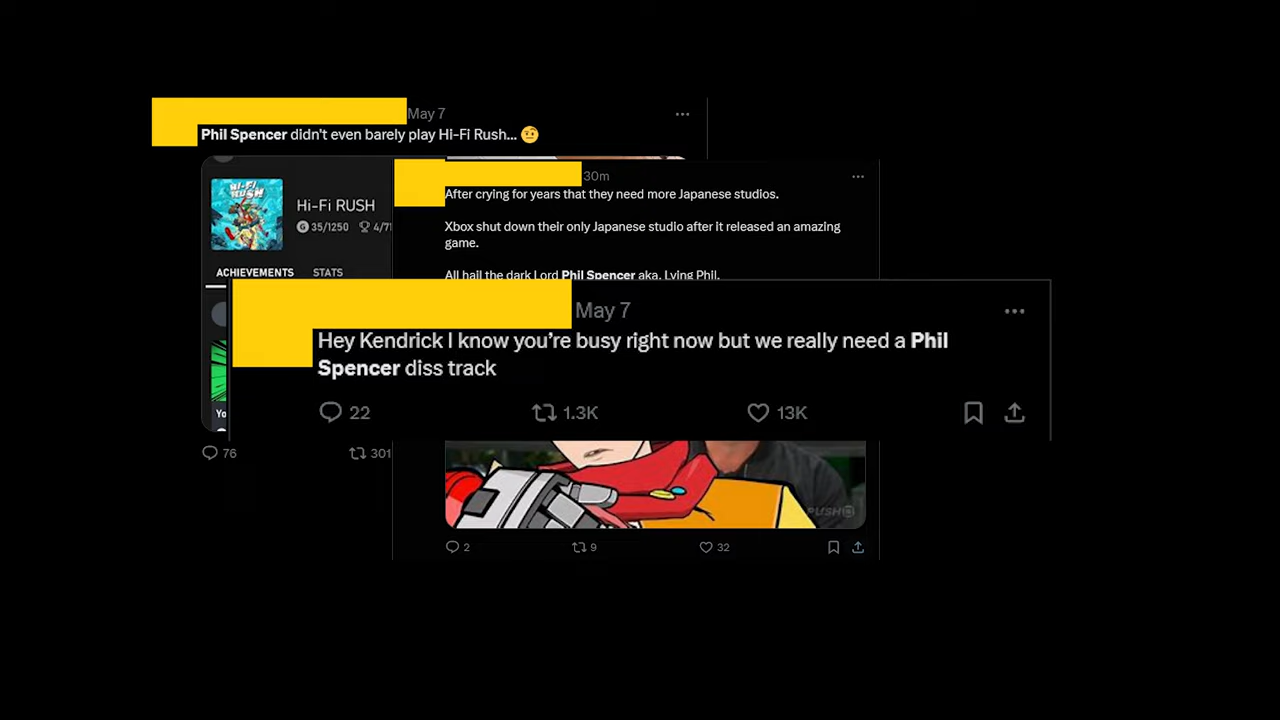 May 7
Phil Spencer didn't even barely play Hi-Fi Rush... 🤨
HI-FI
RUSH
Hi-Fi RUSH
G 35/1250 4/71
ACHIEVEMENTS STATS
Yo
76 301
30m
After crying for years that they need more Japanese studios.
Xbox shut down their only Japanese studio after it released an amazing
game.
All hail the dark Lord Phil Spencer aka. Lying Phil.
May 7
Hey Kendrick I know you're busy right now but we really need a Phil
Spencer diss track
22 1.3K 13K
PUSH
2 9 32